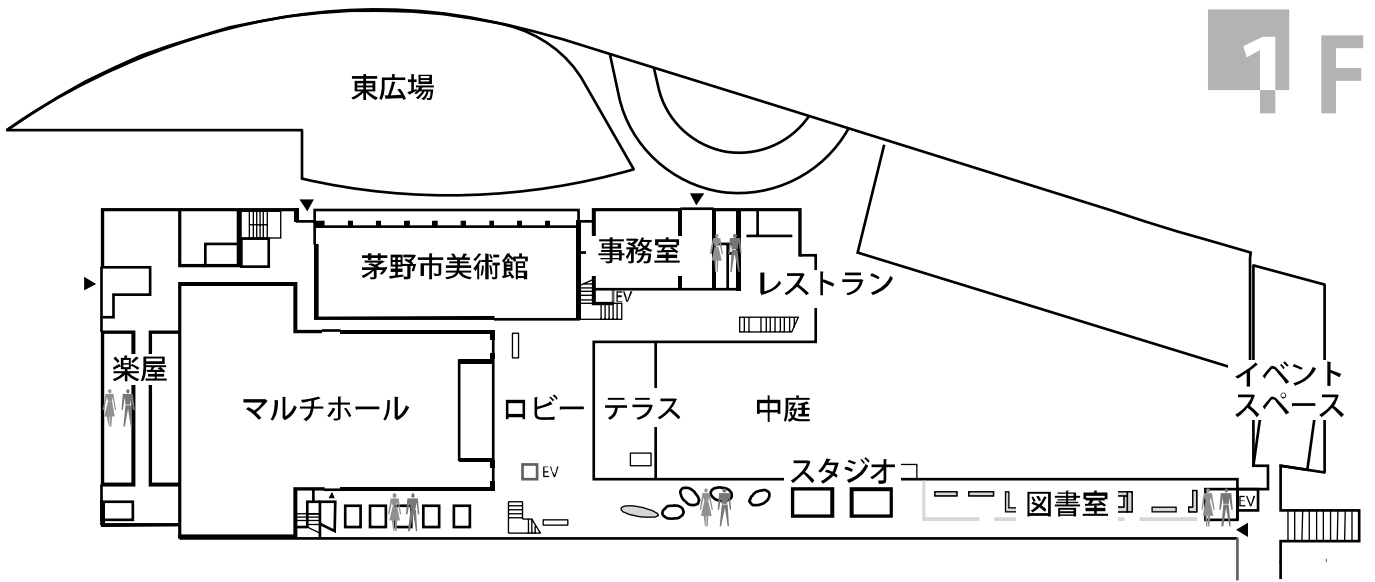 1F
東広場
茅野市美術館
事務室
レストラン
EV
楽屋
マルチホール
ロビー
テラス
中庭
イベント
スペース
EV
スタジオ
図書室
EV